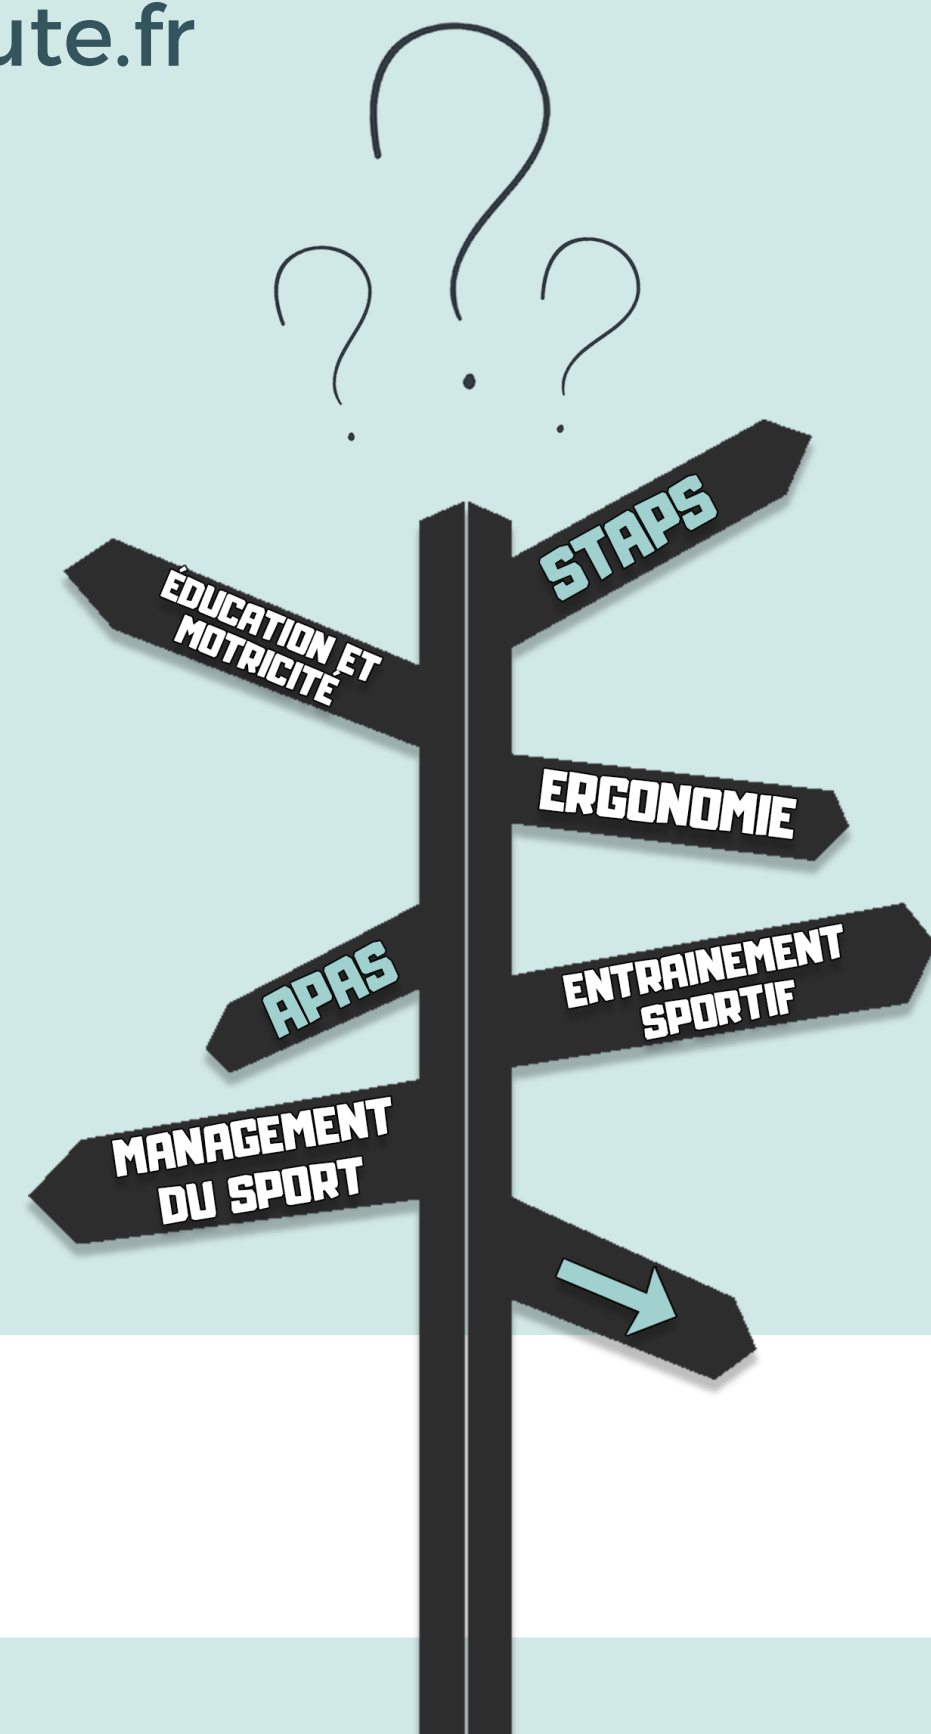 ute.fr
STAPS
ÉDUCATION ET
MOTRICITÉ
ERGONOMIE
APAS
ENTRAINEMENT
SPORTIF
MANAGEMENT
DU SPORT